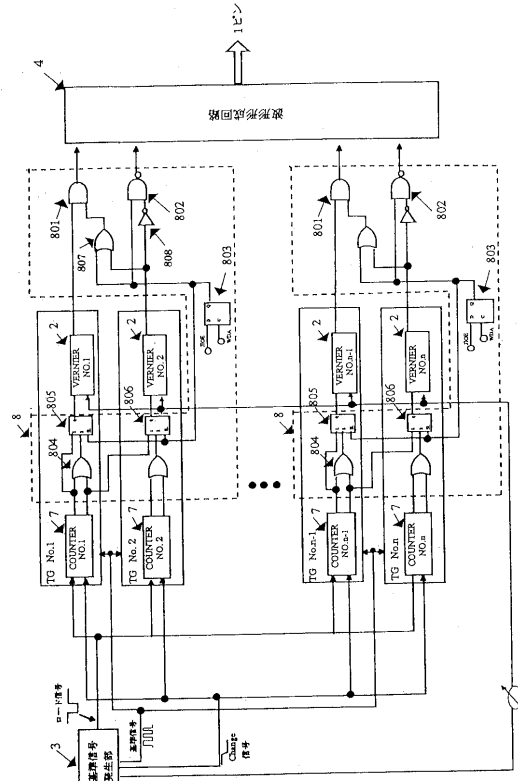 3
基準信号
発生部
ロード信号
基準信号
Change
信号
TG No.1
7
COUNTER
NO.1
804
805
8
VERNIER
NO.1
2
TG No.2
7
COUNTER
NO.2
806
VERNIER
NO.2
2
801
807
802
808
803
TG No.n-1
7
COUNTER
NO.n-1
804
805
8
VERNIER
NO.n-1
2
TG No.n
7
COUNTER
NO.n
806
VERNIER
NO.n
2
801
802
803
4
波形形成回路
1ピン